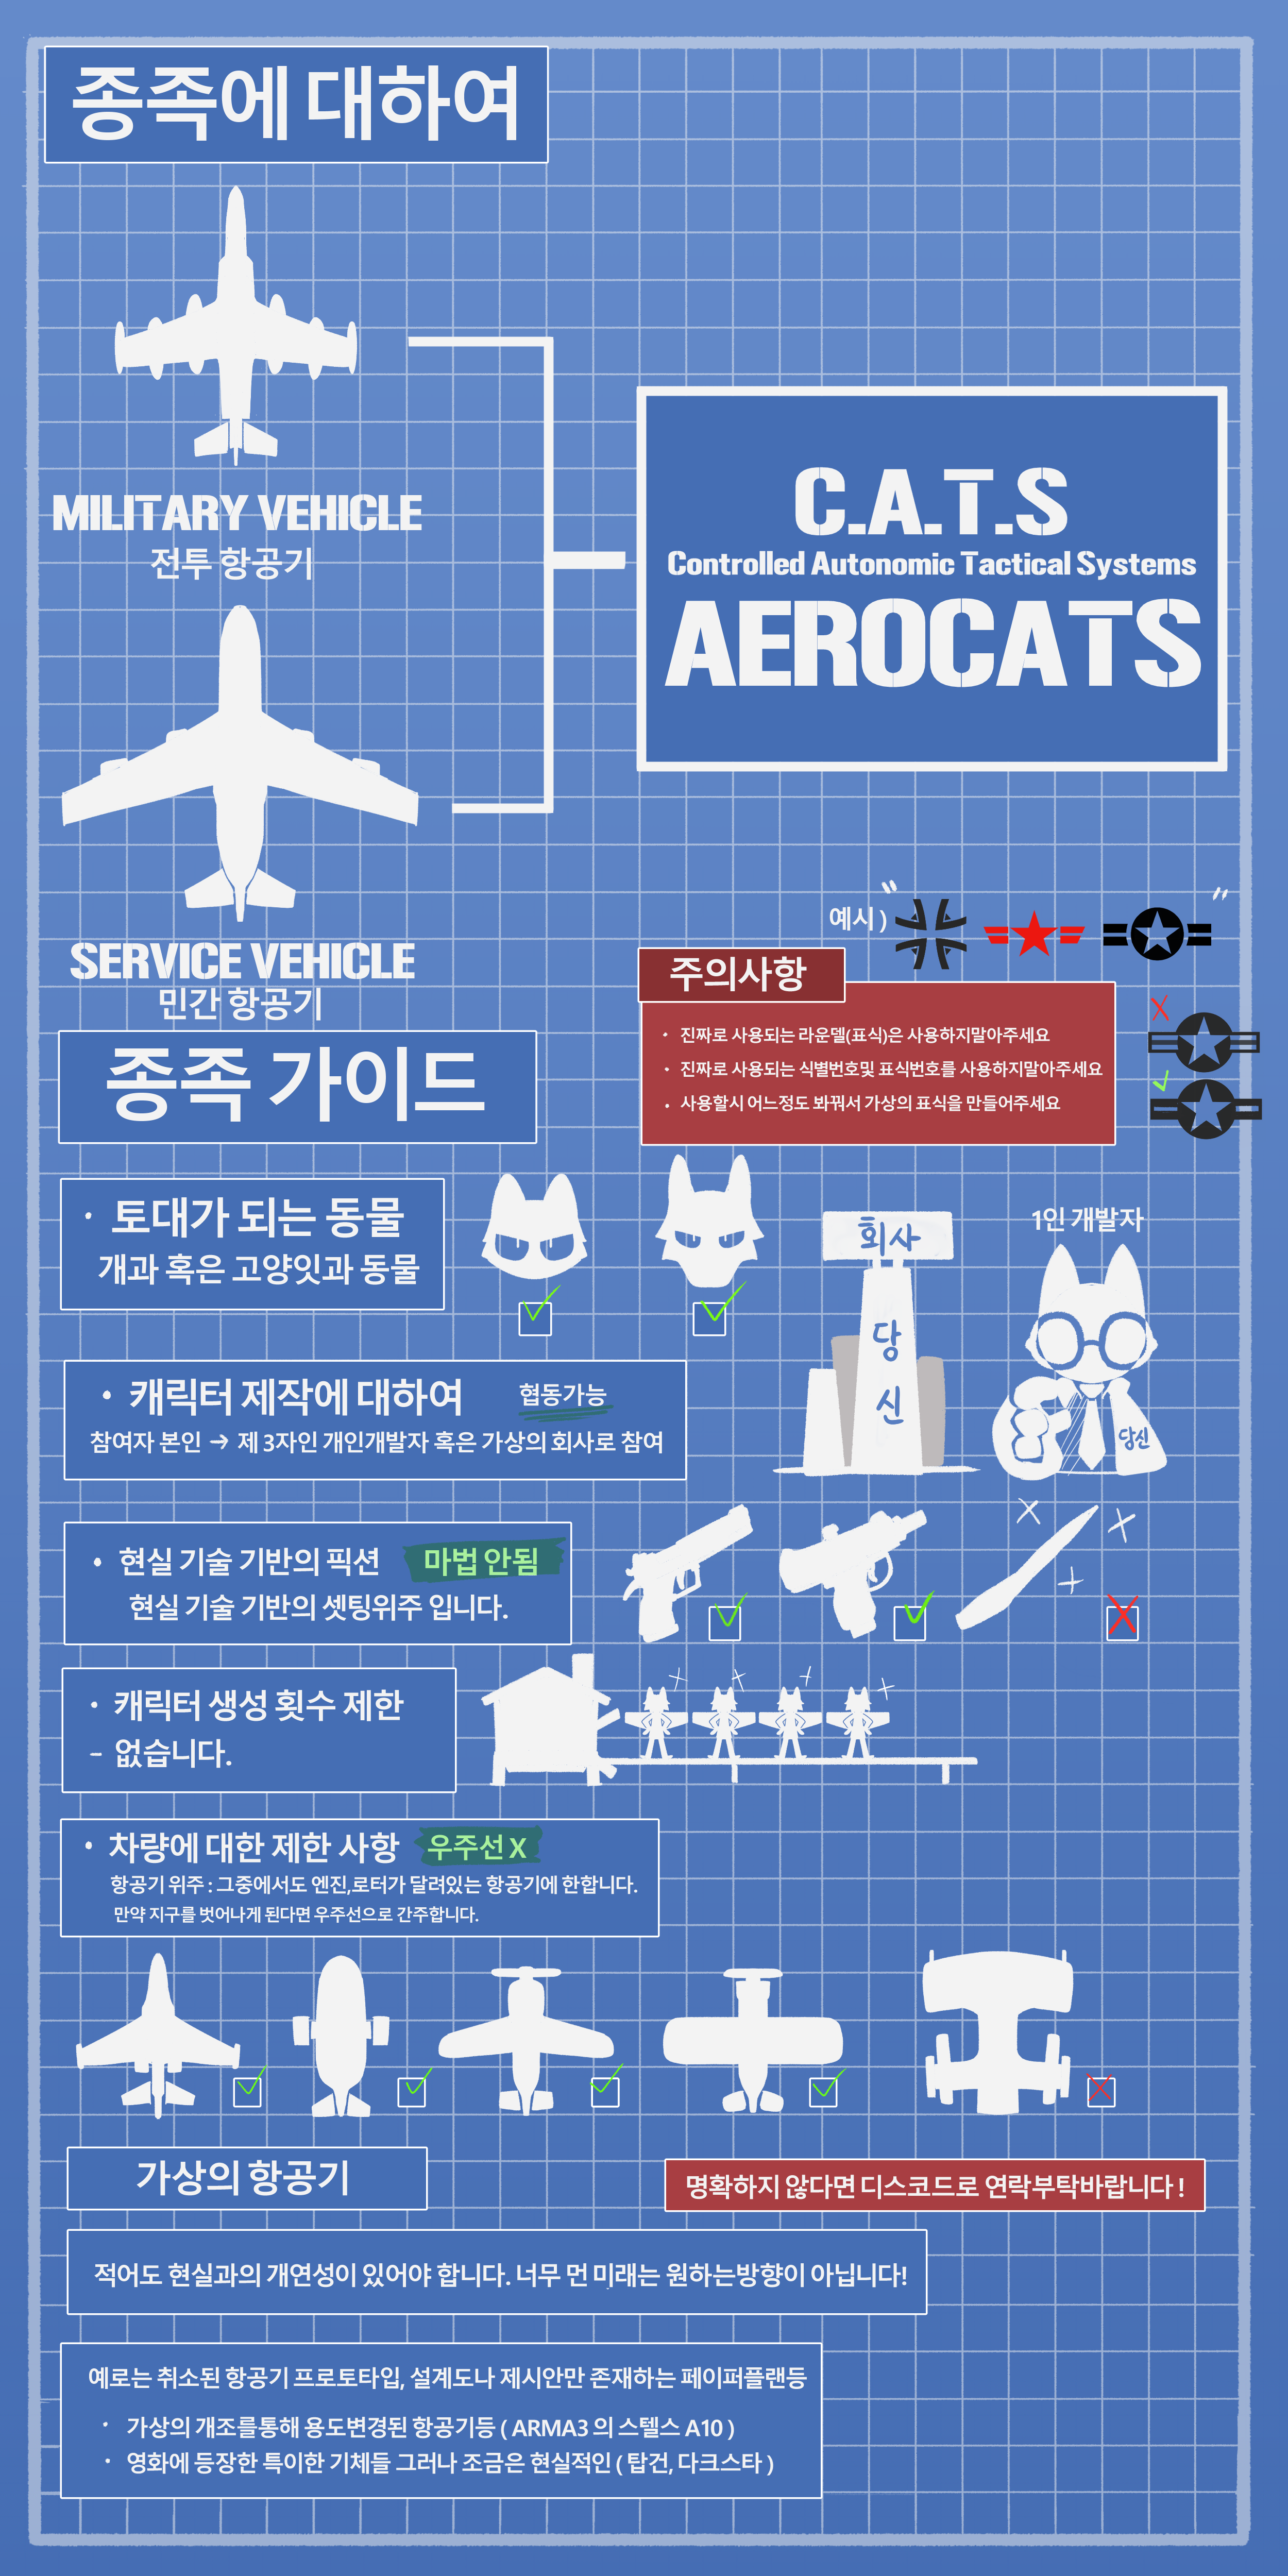 종족에 대하여
MILITARY VEHICLE
전투 항공기
C.A.T.S
Controlled Autonomic Tactical Systems
AEROCATS
SERVICE VEHICLE
민간 항공기
예시 )
주의사항
• 진짜로 사용되는 라운델(표식)은 사용하지말아주세요
• 진짜로 사용되는 식별번호및 표식번호를 사용하지말아주세요
• 사용할시 어느정도 봐꿔서 가상의 표식을 만들어주세요
종족 가이드
• 토대가 되는 동물
개과 혹은 고양잇과 동물
회사
당
신
1인 개발자
당신
• 캐릭터 제작에 대하여 협동가능
참여자 본인 → 제 3자인 개인개발자 혹은 가상의 회사로 참여
• 현실 기술 기반의 픽션 마법 안됨
현실 기술 기반의 셋팅위주 입니다.
• 캐릭터 생성 횟수 제한
- 없습니다.
• 차량에 대한 제한 사항 우주선 X
항공기 위주 : 그중에서도 엔진,로터가 달려있는 항공기에 한합니다.
만약 지구를 벗어나게 된다면 우주선으로 간주합니다.
가상의 항공기
명확하지 않다면 디스코드로 연락부탁바랍니다 !
적어도 현실과의 개연성이 있어야 합니다. 너무 먼 미래는 원하는방향이 아닙니다!
예로는 취소된 항공기 프로토타입, 설계도나 제시안만 존재하는 페이퍼플랜등
• 가상의 개조를통해 용도변경된 항공기등 ( ARMA3 의 스텔스 A10 )
• 영화에 등장한 특이한 기체들 그러나 조금은 현실적인 ( 탑건, 다크스타 )